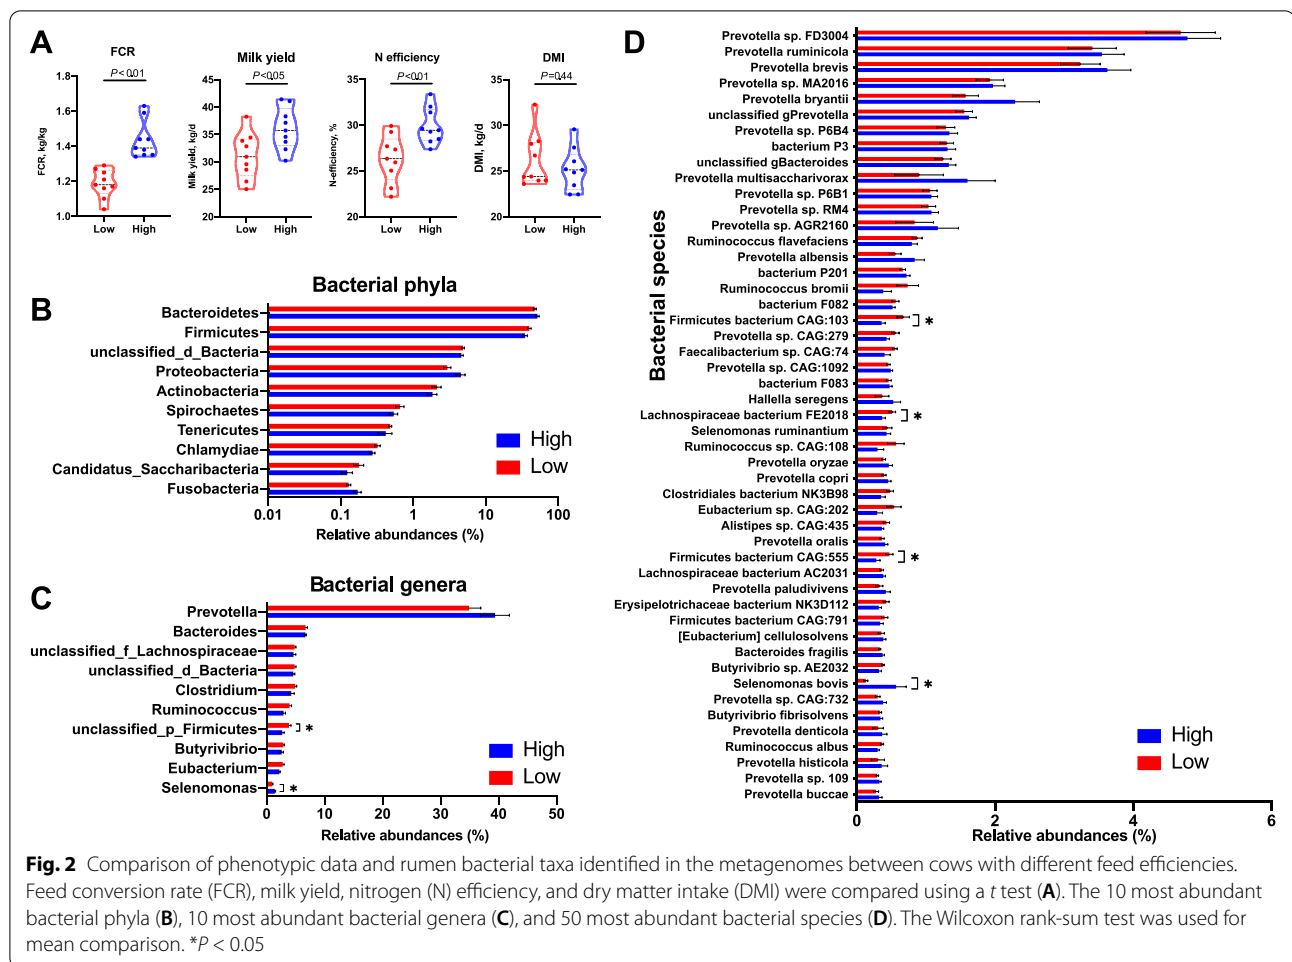 A
FCR
P<0.01
FCR, kg/kg
1.8
1.6
1.4
1.2
1.0
Low High
Milk yield
P<0.05
Milk yield, kg/d
45
40
35
30
25
20
Low High
N efficiency
P<0.01
N-efficiency, %
35
30
25
20
Low High
DMI
P=0.44
DMI, kg/d
35
30
25
20
Low High
B
Bacterial phyla
Bacteroidetes
Firmicutes
unclassified_d_Bacteria
Proteobacteria
Actinobacteria
Spirochaetes
Tenericutes
Chlamydiae
Candidatus_Saccharibacteria
Fusobacteria
High
Low
0.01 0.1 1 10 100
Relative abundances (%)
C
Bacterial genera
Prevotella
Bacteroides
unclassified_f_Lachnospiraceae
unclassified_d_Bacteria
Clostridium
Ruminococcus
unclassified_p_Firmicutes *
Butyrivibrio
Eubacterium
Selenomonas *
High
Low
0 10 20 30 40 50
Relative abundances (%)
D
Bacterial species
Prevotella sp. FD3004
Prevotella ruminicola
Prevotella brevis
Prevotella sp. MA2016
Prevotella bryantii
unclassified gPrevotella
Prevotella sp. P6B4
bacterium P3
unclassified gBacteroides
Prevotella multisaccharivorax
Prevotella sp. P6B1
Prevotella sp. RM4
Prevotella sp. AGR2160
Ruminococcus flavefaciens
Prevotella albensis
bacterium P201
Ruminococcus bromii
bacterium F082
Firmicutes bacterium CAG:103 *
Prevotella sp. CAG:279
Faecalibacterium sp. CAG:74
Prevotella sp. CAG:1092
bacterium F083
Hallella seregens
Lachnospiraceae bacterium FE2018 *
Selenomonas ruminantium
Ruminococcus sp. CAG:108
Prevotella oryzae
Prevotella copri
Clostridiales bacterium NK3B98
Eubacterium sp. CAG:202
Alistipes sp. CAG:435
Prevotella oralis
Firmicutes bacterium CAG:555 *
Lachnospiraceae bacterium AC2031
Prevotella paludivivens
Erysipelotrichaceae bacterium NK3D112
Firmicutes bacterium CAG:791
[Eubacterium] cellulosolvens
Bacteroides fragilis
Butyrivibrio sp. AE2032
Selenomonas bovis *
Prevotella sp. CAG:732
Butyrivibrio fibrisolvens
Prevotella denticola
Ruminococcus albus
Prevotella histicola
Prevotella sp. 109
Prevotella buccae
High
Low
0 2 4 6
Relative abundances (%)
Fig. 2 Comparison of phenotypic data and rumen bacterial taxa identified in the metagenomes between cows with different feed efficiencies.
Feed conversion rate (FCR), milk yield, nitrogen (N) efficiency, and dry matter intake (DMI) were compared using a t test (A). The 10 most abundant
bacterial phyla (B), 10 most abundant bacterial genera (C), and 50 most abundant bacterial species (D). The Wilcoxon rank-sum test was used for
mean comparison. *P < 0.05